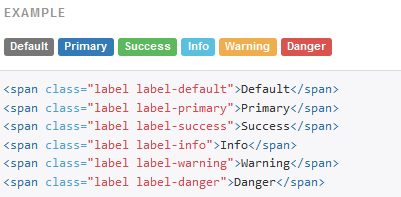 EXAMPLE
Default Primary Success Info Warning Danger
<span class="label label-default">Default</span>
<span class="label label-primary">Primary</span>
<span class="label label-success">Success</span>
<span class="label label-info">Info</span>
<span class="label label-warning">Warning</span>
<span class="label label-danger">Danger</span>